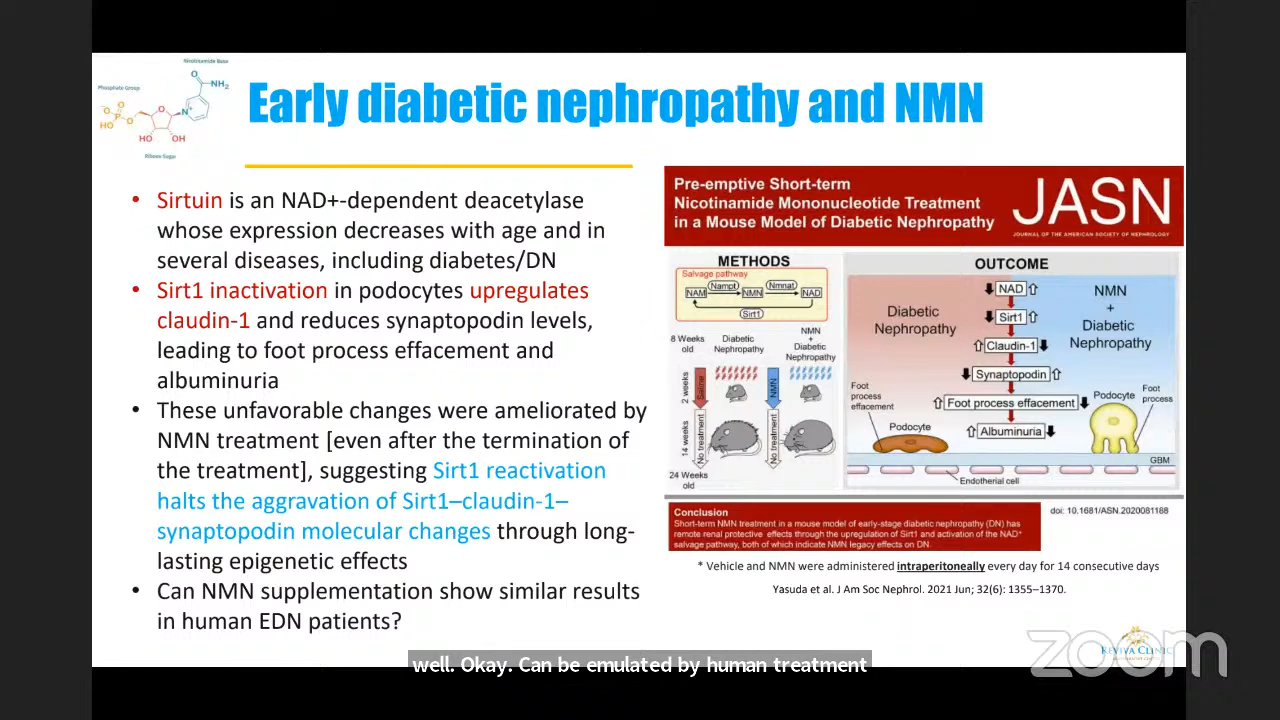 Nicotinamide Base
Phosphate Group
O
NH2
N+
O
P
O
O
HO
HO
OH
Ribose Sugar
Early diabetic nephropathy and NMN
• Sirtuin is an NAD+-dependent deacetylase
whose expression decreases with age and in
several diseases, including diabetes/DN
• Sirt1 inactivation in podocytes upregulates
claudin-1 and reduces synaptopodin levels,
leading to foot process effacement and
albuminuria
• These unfavorable changes were ameliorated by
NMN treatment [even after the termination of
the treatment], suggesting Sirt1 reactivation
halts the aggravation of Sirt1–claudin-1–
synaptopodin molecular changes through long-
lasting epigenetic effects
• Can NMN supplementation show similar results
in human EDN patients?
Pre-emptive Short-term
Nicotinamide Mononucleotide Treatment
in a Mouse Model of Diabetic Nephropathy
JASN
JOURNAL OF THE AMERICAN SOCIETY OF NEPHROLOGY
METHODS
Salvage pathway
Nampt
Nmnat
NAM
NMN
NAD
Sirt1
8 Weeks
old
Diabetic
Nephropathy
NMN
+
Diabetic
Nephropathy
2 weeks
Saline
NMN
14 weeks
No treatment
No treatment
24 Weeks
old
OUTCOME
Diabetic
Nephropathy
NMN
+
Diabetic
Nephropathy
NAD
Sirt1
Claudin-1
Synaptopodin
Foot process effacement
Albuminuria
Foot
process
effacement
Podocyte
Podocyte
Foot
process
GBM
Endotherial cell
Conclusion
Short-term NMN treatment in a mouse model of early-stage diabetic nephropathy (DN) has
remote renal protective effects through the upregulation of Sirt1 and activation of the NAD+
salvage pathway, both of which indicate NMN legacy effects on DN.
doi: 10.1681/ASN.2020081188
* Vehicle and NMN were administered intraperitoneally every day for 14 consecutive days
Yasuda et al. J Am Soc Nephrol. 2021 Jun; 32(6): 1355–1370.
REVIVA CLINIC
zoom
well. Okay. Can be emulated by human treatment